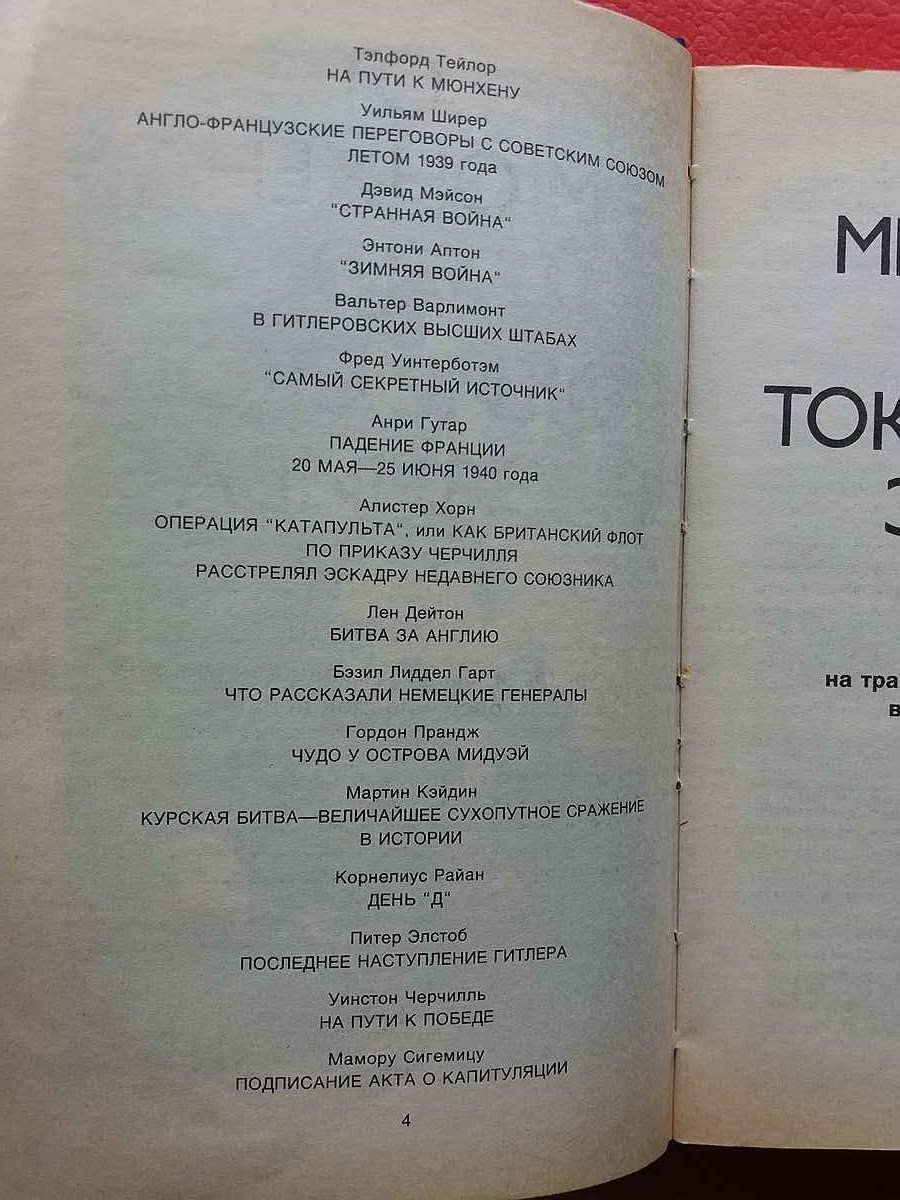 Тэлфорд Тейлор
НА ПУТИ К МЮНХЕНУ
Уильям Ширер
АНГЛО-ФРАНЦУЗСКИЕ ПЕРЕГОВОРЫ С СОВЕТСКИМ СОЮЗОМ
ЛЕТОМ 1939 года
Дэвид Мэйсон
"СТРАННАЯ ВОЙНА"
Энтони Аптон
"ЗИМНЯЯ ВОЙНА"
Вальтер Варлимонт
В ГИТЛЕРОВСКИХ ВЫСШИХ ШТАБАХ
Фред Уинтерботэм
"САМЫЙ СЕКРЕТНЫЙ ИСТОЧНИК"
Анри Гутар
ПАДЕНИЕ ФРАНЦИИ
20 МАЯ—25 ИЮНЯ 1940 года
Алистер Хорн
ОПЕРАЦИЯ "КАТАПУЛЬТА", или КАК БРИТАНСКИЙ ФЛОТ
ПО ПРИКАЗУ ЧЕРЧИЛЛЯ
РАССТРЕЛЯЛ ЭСКАДРУ НЕДАВНЕГО СОЮЗНИКА
Лен Дейтон
БИТВА ЗА АНГЛИЮ
Бэзил Лиддел Гарт
ЧТО РАССКАЗАЛИ НЕМЕЦКИЕ ГЕНЕРАЛЫ
Гордон Прандж
ЧУДО У ОСТРОВА МИДУЭЙ
Мартин Кэйдин
КУРСКАЯ БИТВА—ВЕЛИЧАЙШЕЕ СУХОПУТНОЕ СРАЖЕНИЕ
В ИСТОРИИ
Корнелиус Райан
ДЕНЬ "Д"
Питер Элстоб
ПОСЛЕДНЕЕ НАСТУПЛЕНИЕ ГИТЛЕРА
Уинстон Черчилль
НА ПУТИ К ПОБЕДЕ
Мамору Сигемицу
ПОДПИСАНИЕ АКТА О КАПИТУЛЯЦИИ
4
ТОК
на тра